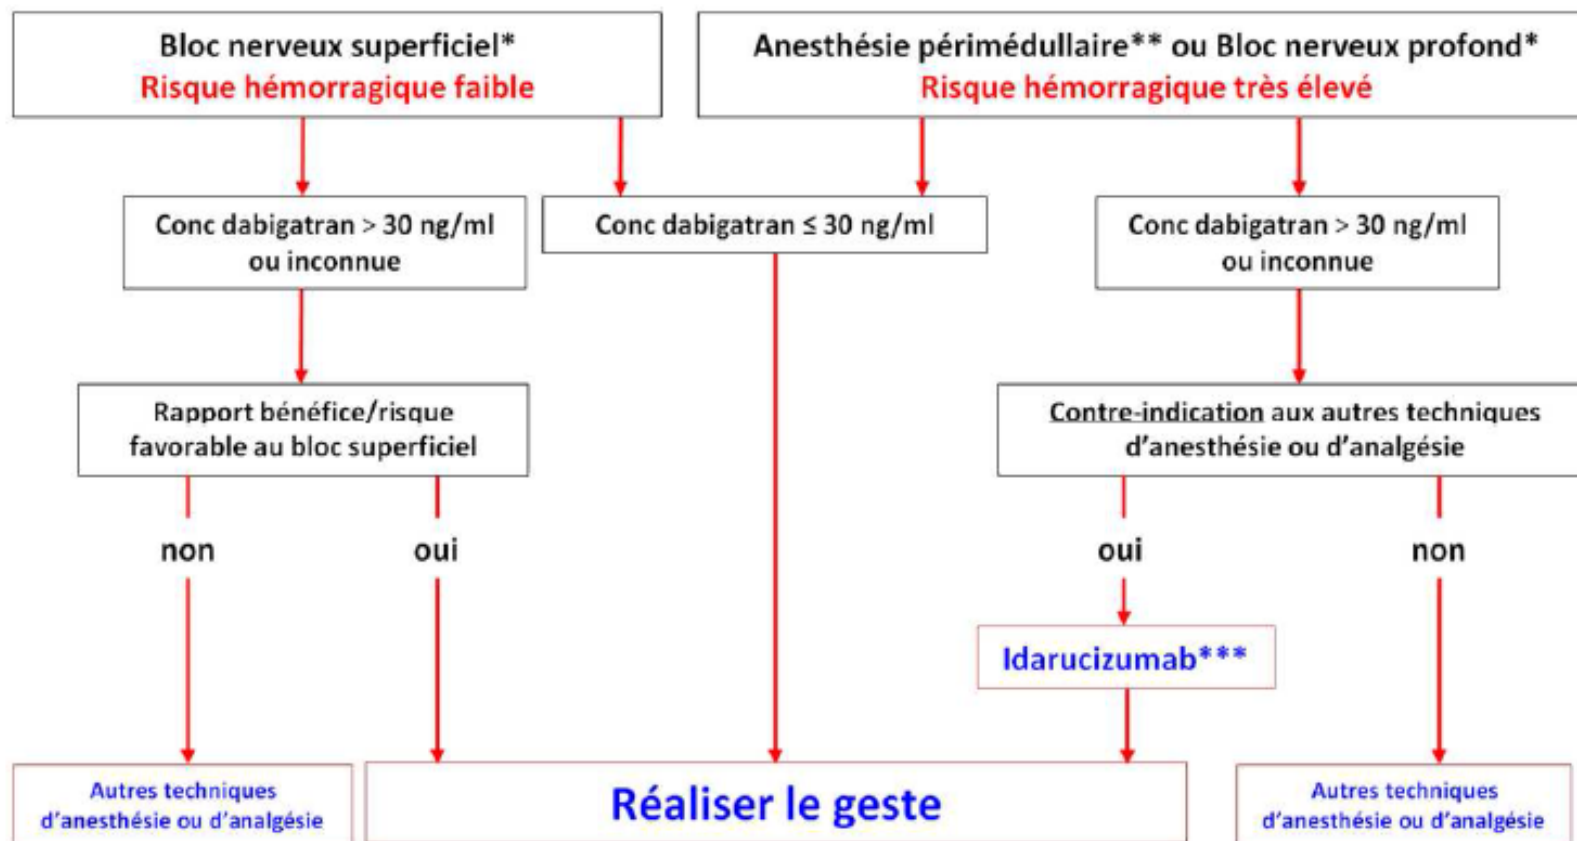 Bloc nerveux superficiel*
Risque hémorragique faible
Anesthésie périmédullaire** ou Bloc nerveux profond*
Risque hémorragique très élevé
Conc dabigatran > 30 ng/ml
ou inconnue
Conc dabigatran ≤ 30 ng/ml
Conc dabigatran > 30 ng/ml
ou inconnue
Rapport bénéfice/risque
favorable au bloc superficiel
Contre-indication aux autres techniques
d'anesthésie ou d'analgésie
non
oui
oui
non
Idarucizumab***
Autres techniques
d'anesthésie ou d'analgésie
Réaliser le geste
Autres techniques
d'anesthésie ou d'analgésie